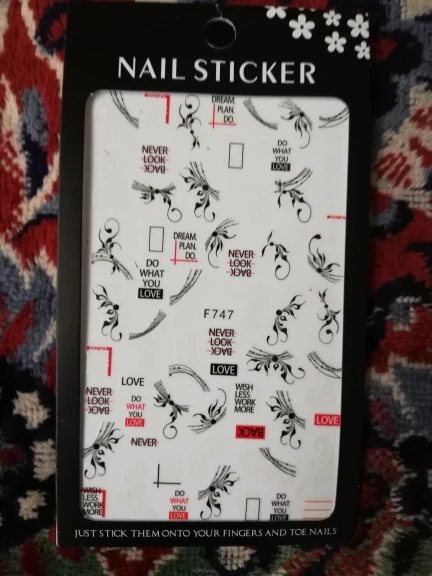 NAIL STICKER
DREAM.
PLAN.
DO.
NEVER
LOOK
BACK
DO
WHAT
YOU
LOVE
DREAM.
PLAN.
DO.
NEVER
LOOK
BACK
DO
WHAT
YOU
LOVE
F747
NEVER
LOOK
BACK
LOVE
LOVE
NEVER
LOOK
BACK
DO
WHAT
YOU
LOVE
WISH
LESS
WORK
MORE
LOVE
BACK
NEVER
WISH
LESS
WORK
MORE
DO
WHAT
YOU
LOVE
DO
WHAT
YOU
LOVE
JUST STICK THEM ONTO YOUR FINGERS AND TOE NAILS